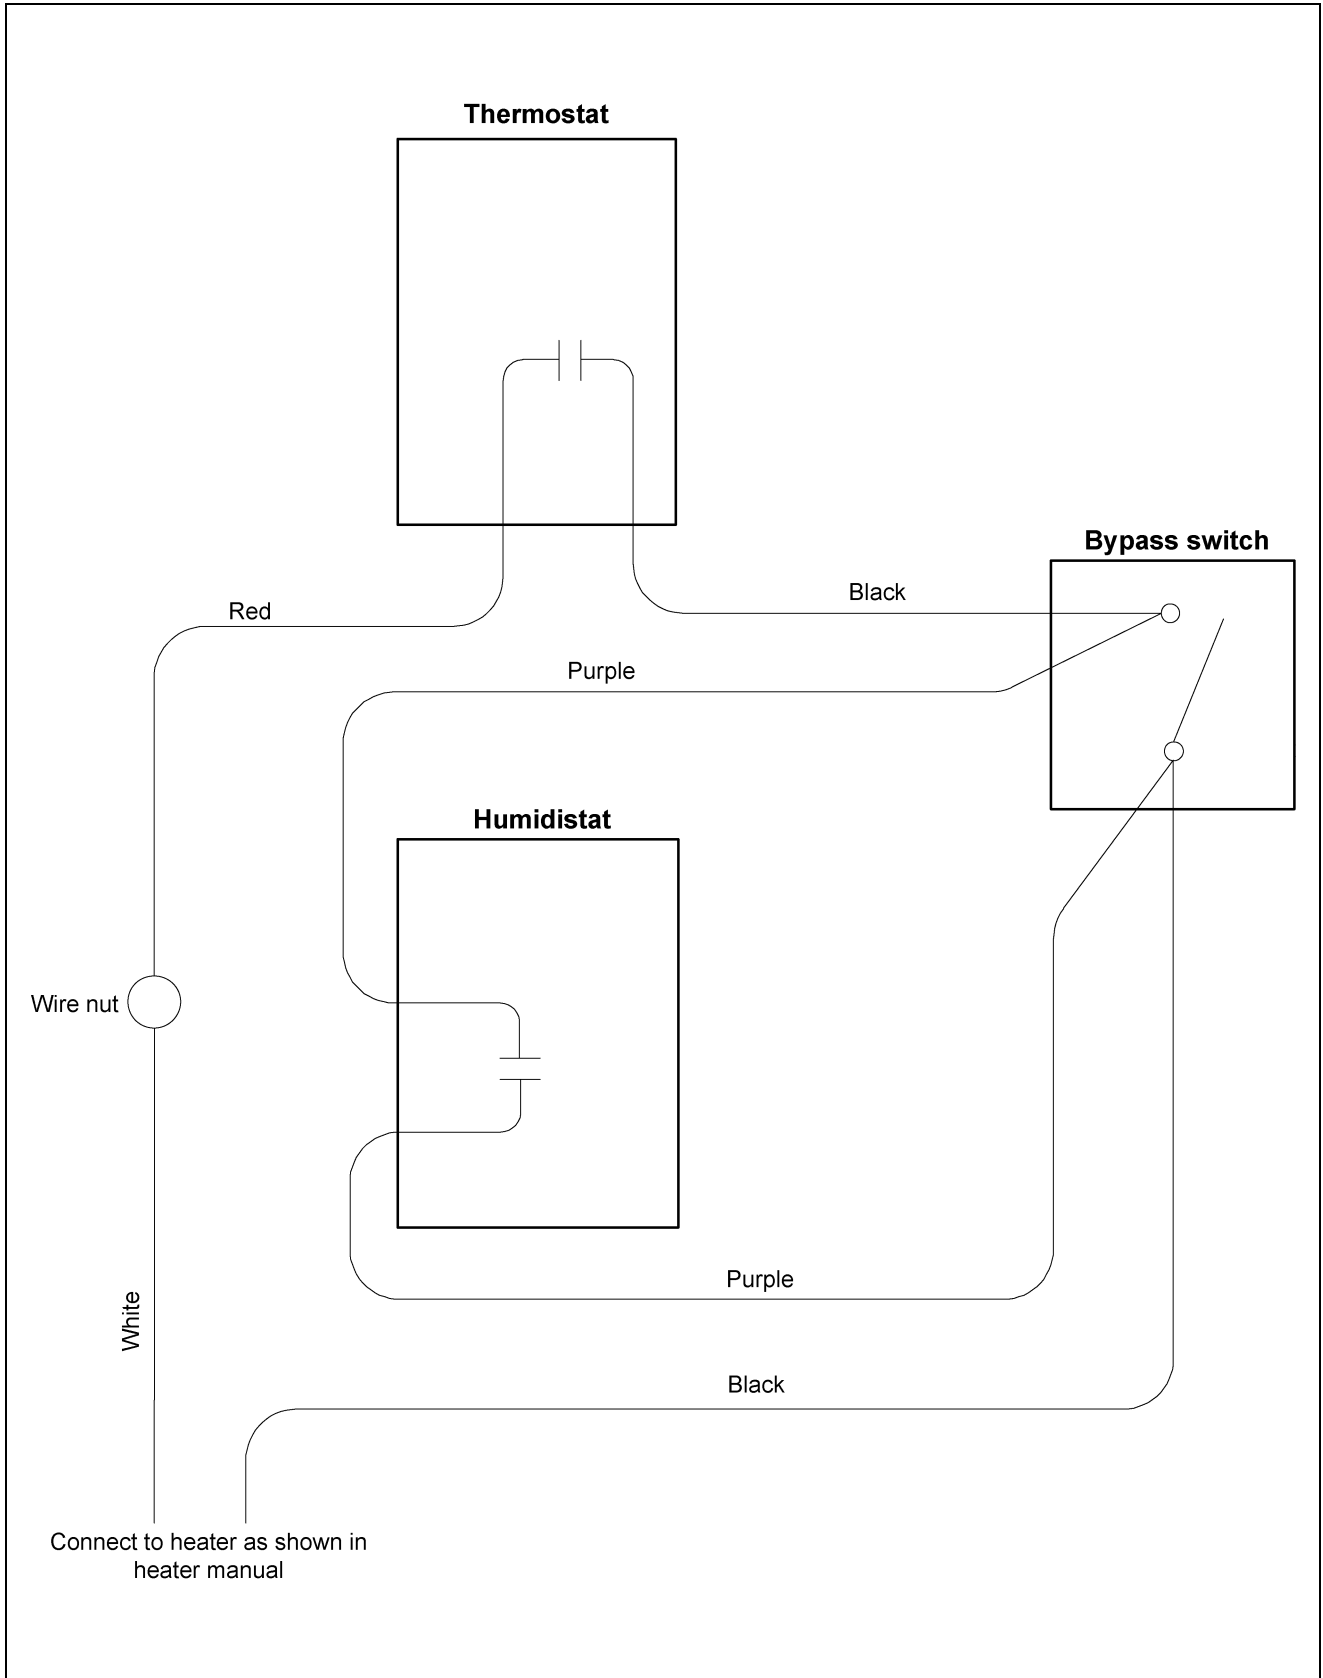 Thermostat
Bypass switch
Black
Red
Purple
Humidistat
Wire nut
Purple
White
Black
Connect to heater as shown in
heater manual